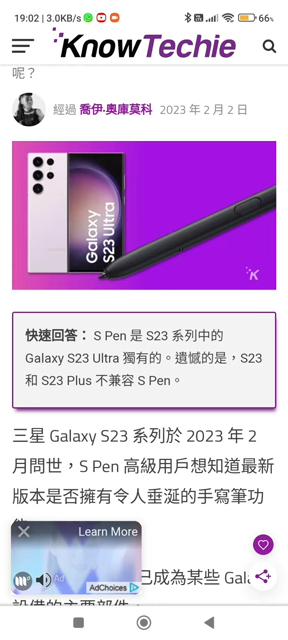 19:02 | 3.0KB/s
66%
KnowTechie
呢？
經過 喬伊·奧庫莫科 2023 年 2 月 2 日
Galaxy
S23 Ultra
K
快速回答： S Pen 是 S23 系列中的
Galaxy S23 Ultra 獨有的。遺憾的是，S23
和 S23 Plus 不兼容 S Pen。
三星 Galaxy S23 系列於 2023 年 2
月問世，S Pen 高級用戶想知道最新
版本是否擁有令人垂涎的手寫筆功
Learn More
Ad
AdChoices
已成為某些 Gala
設備的主要部件，